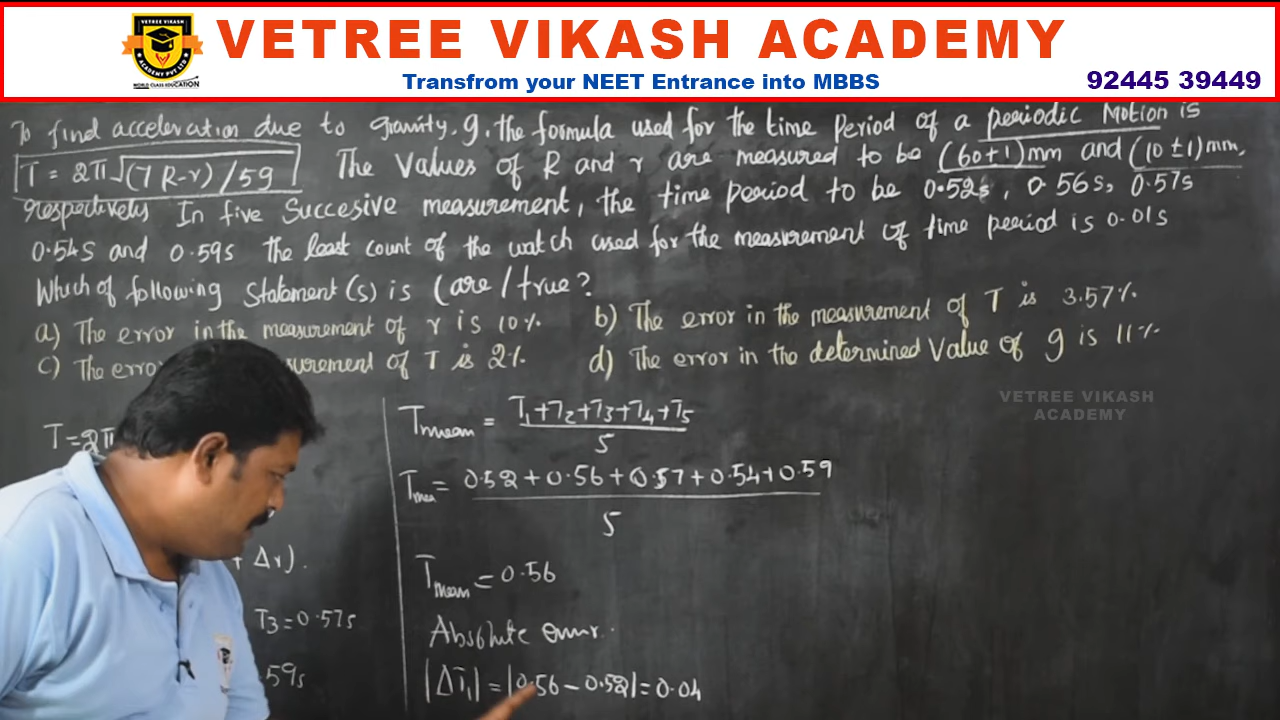 VETREE VIKASH
ACADEMY PVT LTD
WORLD CLASS EDUCATION
VETREE VIKASH ACADEMY
Transfrom your NEET Entrance into MBBS
92445 39449
To find acceleration due to gravity. g. the formula used for the time Period of a periodic Motion is
T = 2π√(7 R-r)/5g The Values of R and r are measured to be (60+1)mm and (10 ±1)mm,
respectively In five Succesive measurement, the time period to be 0.52s, 0.56s, 0.57s
0.54s and 0.59s the least count of the watch used for the measurement of time period is 0.01s
Which of following Statement(s) is (are/true?
a) The error in the measurement of r is 10%. b) The error in the measurement of T is 3.57%
c) The error urement of T is 2% d) The error in the determined Value of g is 11%
VETREE VIKASH
ACADEMY
T=2π
+ Δr).
T3=0.57s
.59s
Tmean = T1+T2+T3+T4+T5
5
Tmea = 0.52+0.56+0.57+0.54+0.59
5
Tmean = 0.56
Absolute error.
|ΔT1| = |0.56-0.52| = 0.04